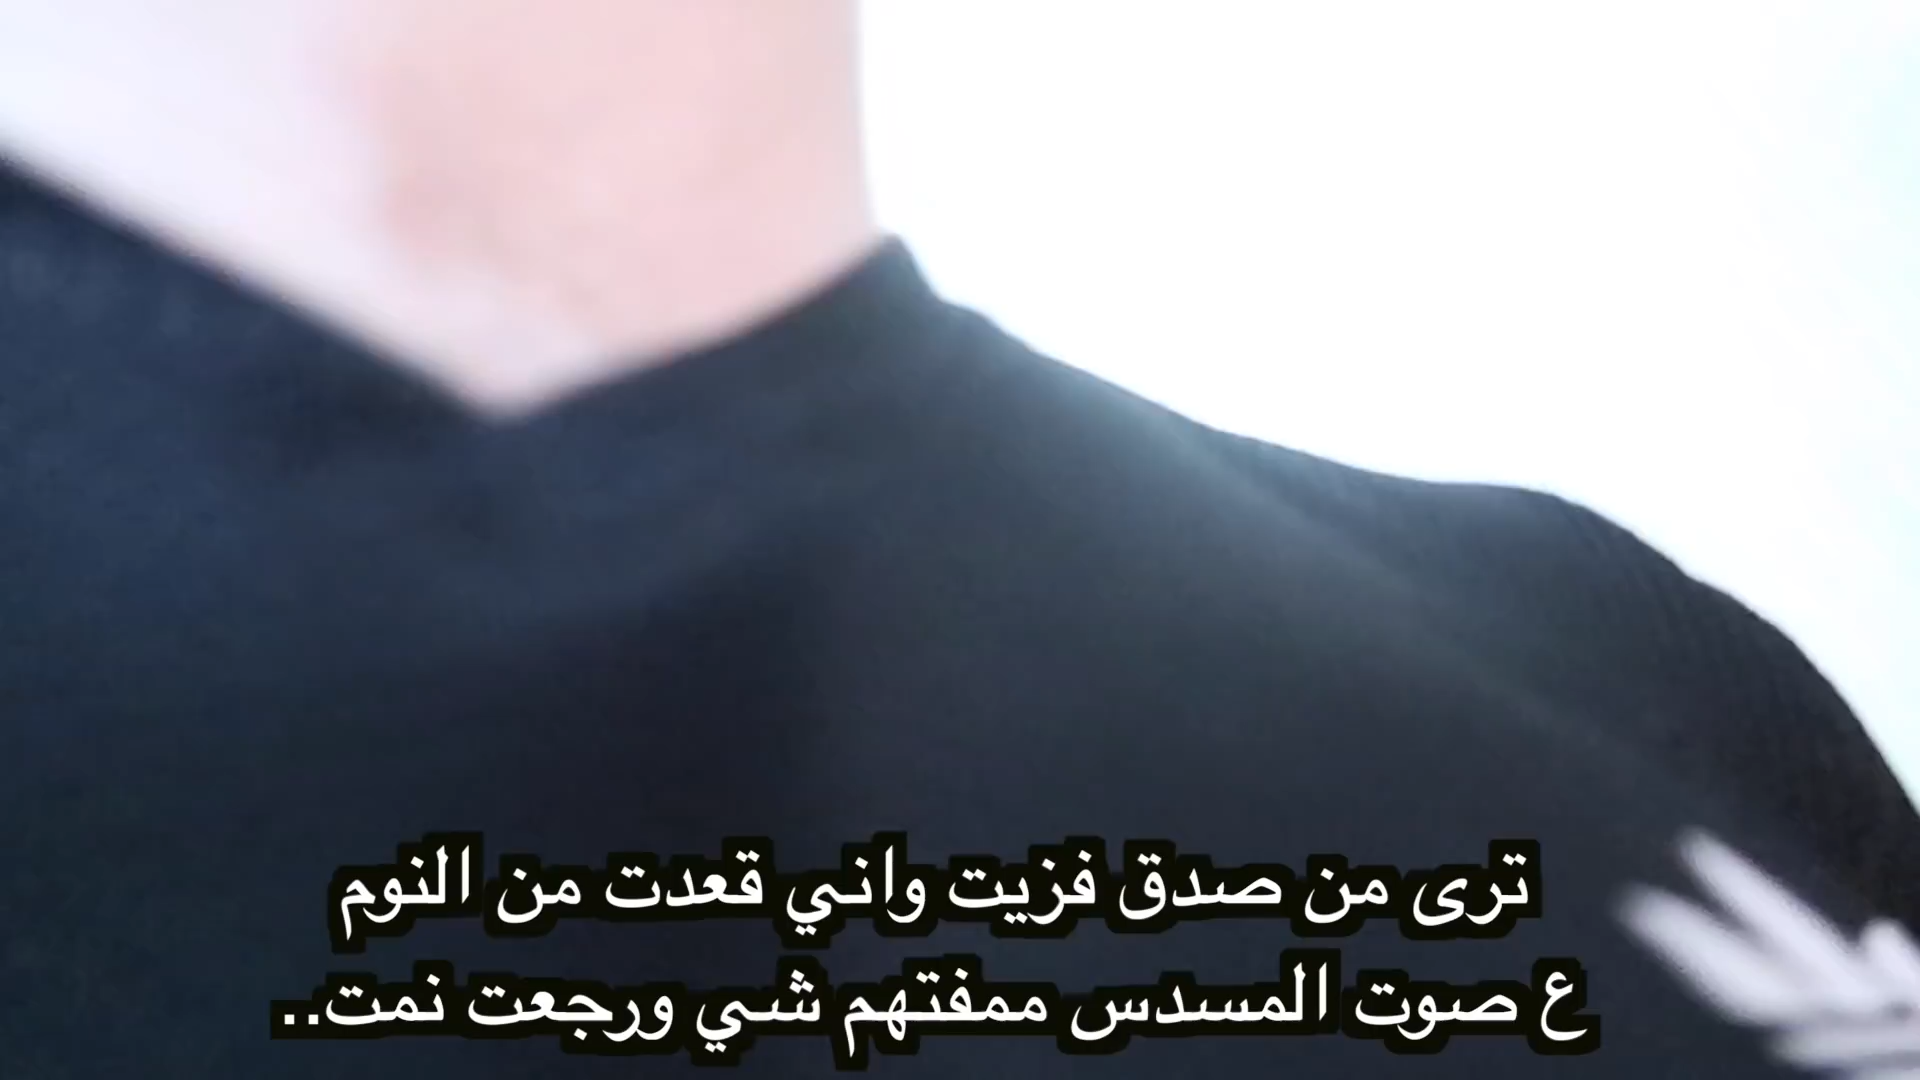 ترى من صدق فزيت واني قعدت من النوم
ع صوت المسدس ممفتهم شي ورجعت نمت..